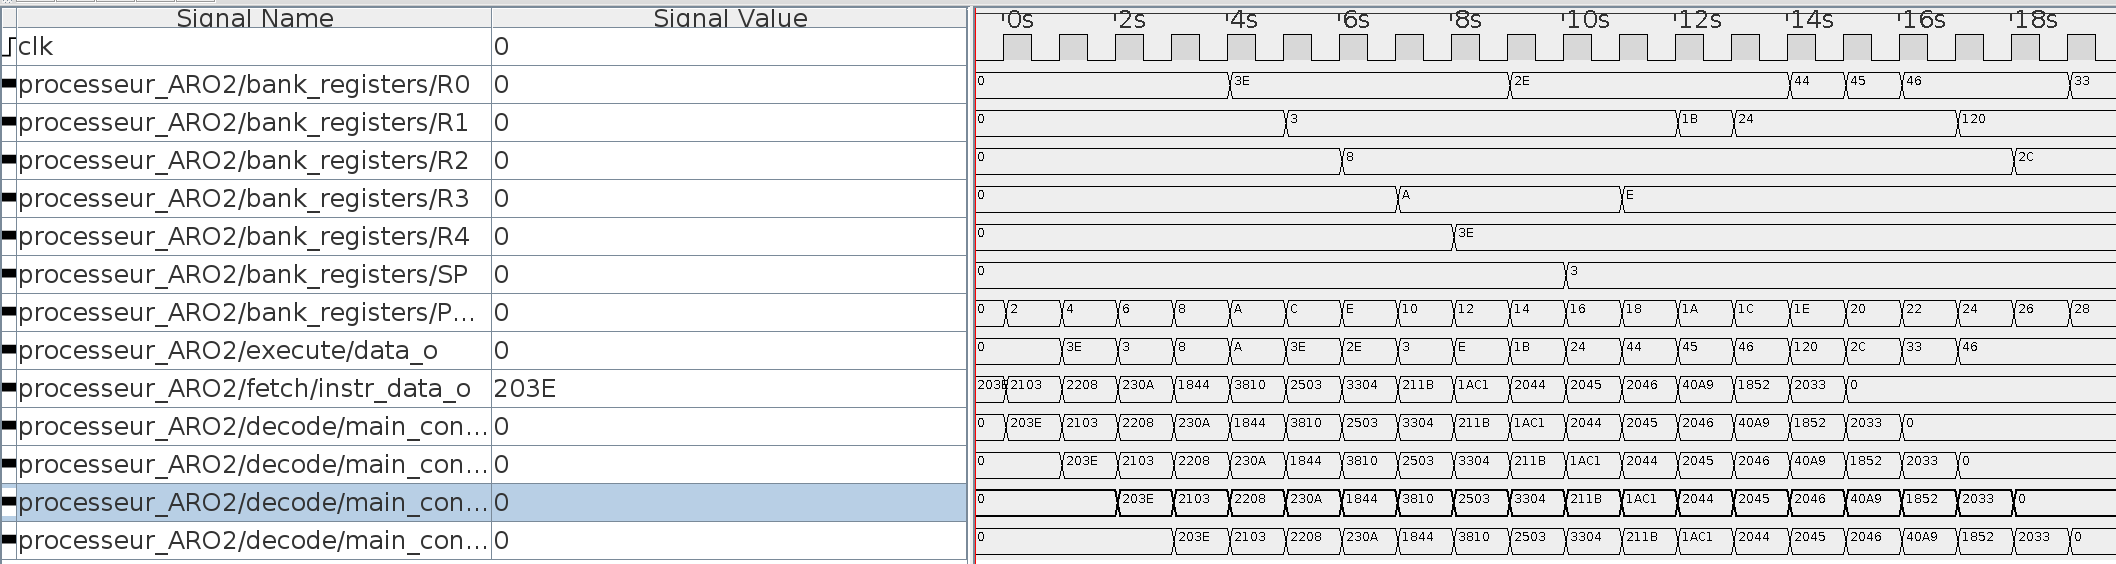 Signal Name Signal Value 0s 2s 4s 6s 8s 10s 12s 14s 16s 18s
clk 0
processeur_ARO2/bank_registers/R0 0 0 3E 2E 44 45 46 33
processeur_ARO2/bank_registers/R1 0 0 3 1B 24 120
processeur_ARO2/bank_registers/R2 0 0 8 2C
processeur_ARO2/bank_registers/R3 0 0 A E
processeur_ARO2/bank_registers/R4 0 0 3E
processeur_ARO2/bank_registers/SP 0 0 3
processeur_ARO2/bank_registers/P... 0 0 2 4 6 8 A C E 10 12 14 16 18 1A 1C 1E 20 22 24 26 28
processeur_ARO2/execute/data_o 0 0 3E 3 8 A 3E 2E 3 E 1B 24 44 45 46 120 2C 33 46
processeur_ARO2/fetch/instr_data_o 203E 203E 2103 2208 230A 1844 3810 2503 3304 211B 1AC1 2044 2045 2046 40A9 1852 2033 0
processeur_ARO2/decode/main_con... 0 0 203E 2103 2208 230A 1844 3810 2503 3304 211B 1AC1 2044 2045 2046 40A9 1852 2033 0
processeur_ARO2/decode/main_con... 0 0 203E 2103 2208 230A 1844 3810 2503 3304 211B 1AC1 2044 2045 2046 40A9 1852 2033 0
processeur_ARO2/decode/main_con... 0 0 203E 2103 2208 230A 1844 3810 2503 3304 211B 1AC1 2044 2045 2046 40A9 1852 2033 0
processeur_ARO2/decode/main_con... 0 0 203E 2103 2208 230A 1844 3810 2503 3304 211B 1AC1 2044 2045 2046 40A9 1852 2033 0